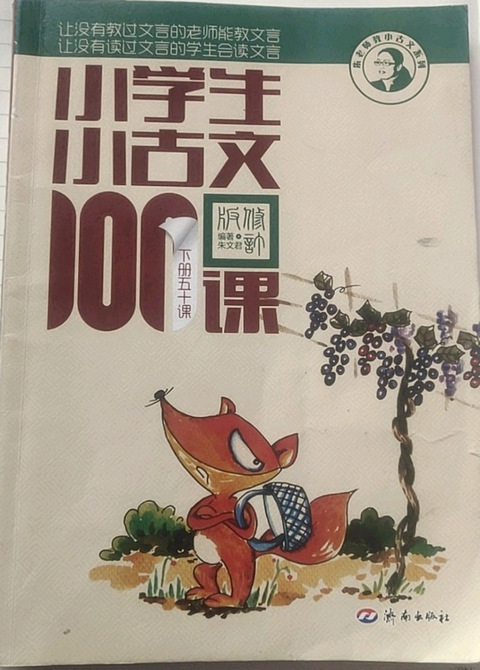 让没有教过文言的老师能教文言
让没有读过文言的学生会读文言
朱老师教小古文系列
小学生
小古文
100课
修订版
编著·朱文君
下册五十课
济南出版社